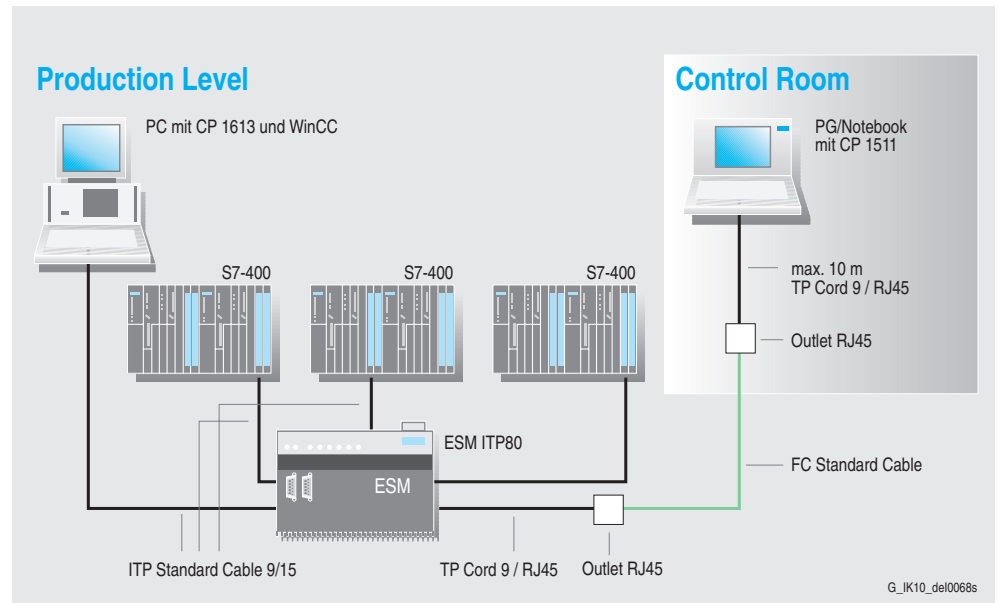 Production Level
Control Room
PC mit CP 1613 und WinCC
PG/Notebook
mit CP 1511
S7-400
S7-400
S7-400
max. 10 m
TP Cord 9 / RJ45
Outlet RJ45
ESM ITP80
ESM
FC Standard Cable
ITP Standard Cable 9/15
TP Cord 9 / RJ45
Outlet RJ45
G_IK10_del0068s